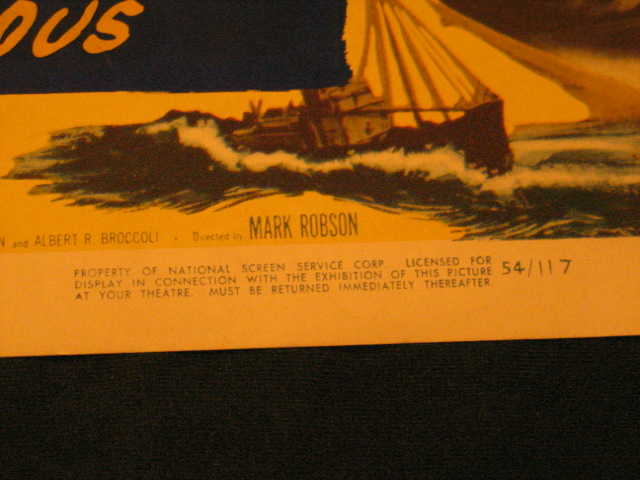 OUS
N and ALBERT R. BROCCOLI • Directed by MARK ROBSON
PROPERTY OF NATIONAL SCREEN SERVICE CORP. LICENSED FOR
DISPLAY IN CONNECTION WITH THE EXHIBITION OF THIS PICTURE
AT YOUR THEATRE. MUST BE RETURNED IMMEDIATELY THEREAFTER.
54/117